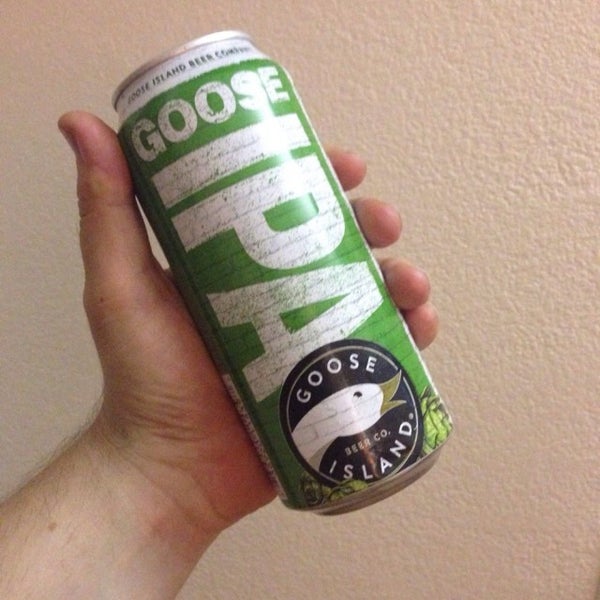 GOOSE ISLAND BEER COMPANY
GOOSE
IPA
GOOSE
BEER CO.
ISLAND®